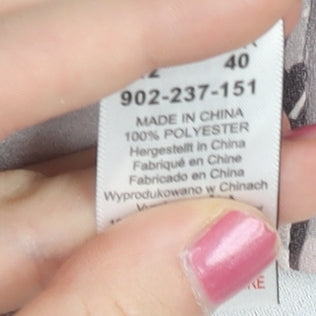 40
902-237-151
MADE IN CHINA
100% POLYESTER
Hergestellt in China
Fabriqué en Chine
Fabricado en China
Wyprodukowano w Chinach